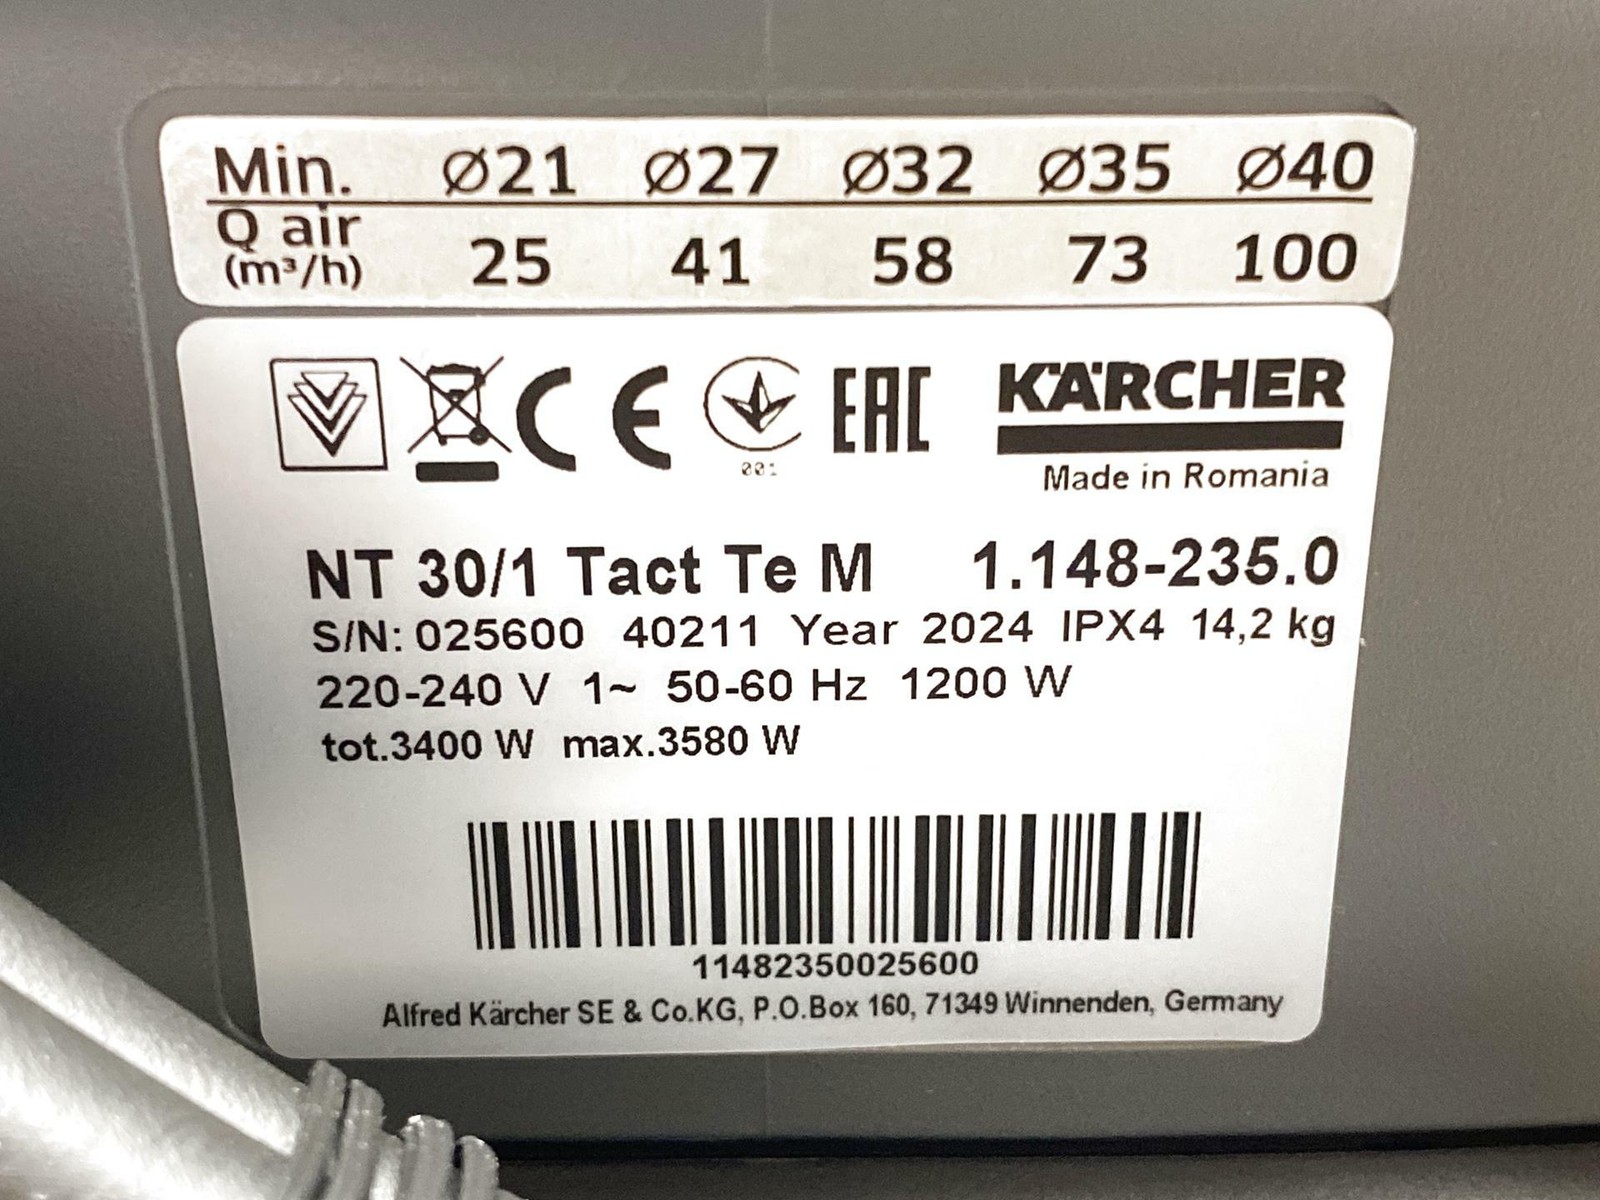 Min. Ø21 Ø27 Ø32 Ø35 Ø40
Q air (m³/h) 25 41 58 73 100
CE 001 EAC KÄRCHER
Made in Romania
NT 30/1 Tact Te M 1.148-235.0
S/N: 025600 40211 Year 2024 IPX4 14,2 kg
220-240 V 1~ 50-60 Hz 1200 W
tot.3400 W max.3580 W
11482350025600
Alfred Kärcher SE & Co.KG, P.O.Box 160, 71349 Winnenden, Germany